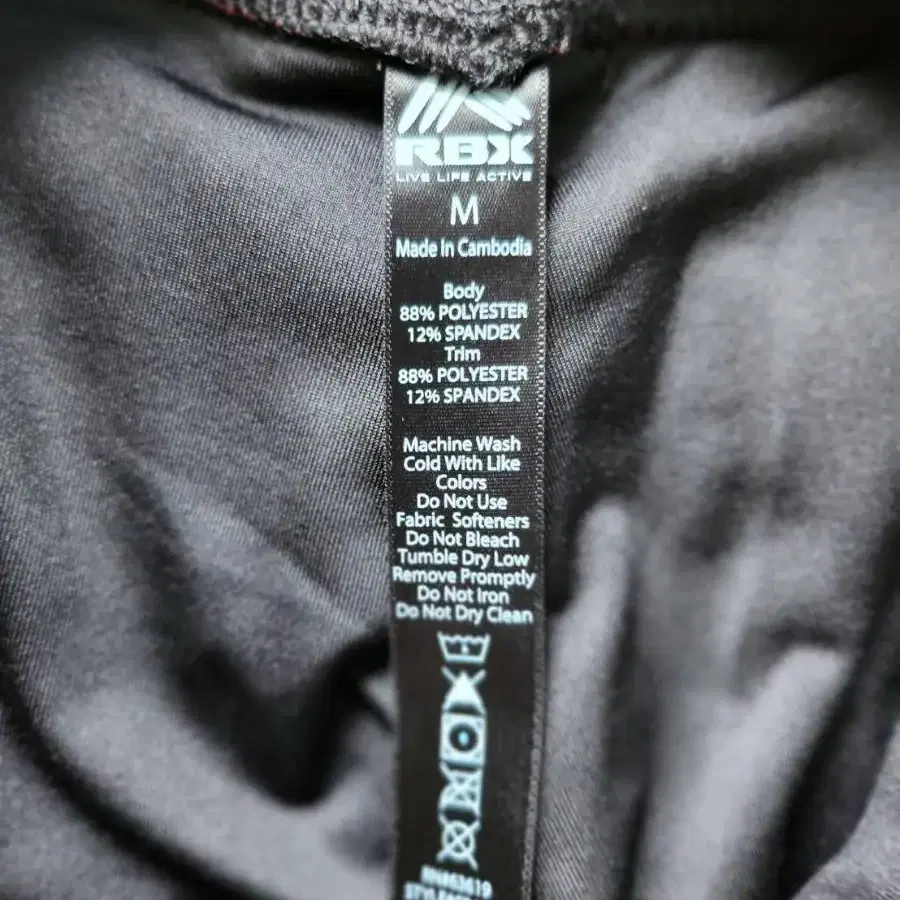 RBX
LIVE LIFE ACTIVE
M
Made In Cambodia
Body
88% POLYESTER
12% SPANDEX
Trim
88% POLYESTER
12% SPANDEX
Machine Wash
Cold With Like
Colors
Do Not Use
Fabric Softeners
Do Not Bleach
Tumble Dry Low
Remove Promptly
Do Not Iron
Do Not Dry Clean